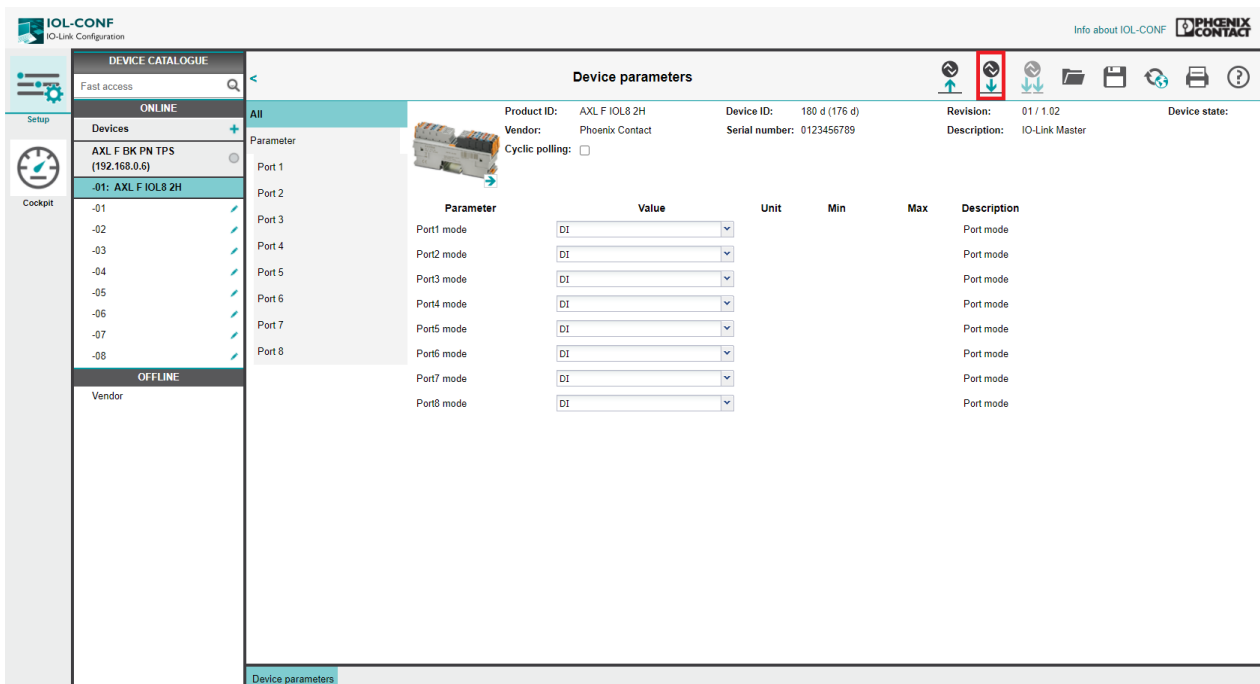 IOL-CONF
IO-Link Configuration
Info about IOL-CONF
PHŒNIX CONTACT
Setup
Cockpit
DEVICE CATALOGUE
Fast access
ONLINE
Devices
AXL F BK PN TPS
(192.168.0.6)
-01: AXL F IOL8 2H
-01
-02
-03
-04
-05
-06
-07
-08
OFFLINE
Vendor
<
Device parameters
All
Parameter
Port 1
Port 2
Port 3
Port 4
Port 5
Port 6
Port 7
Port 8
Product ID: AXL F IOL8 2H Device ID: 180 d (176 d) Revision: 01 / 1.02 Device state:
Vendor: Phoenix Contact Serial number: 0123456789 Description: IO-Link Master
Cyclic polling:
Parameter Value Unit Min Max Description
Port1 mode DI Port mode
Port2 mode DI Port mode
Port3 mode DI Port mode
Port4 mode DI Port mode
Port5 mode DI Port mode
Port6 mode DI Port mode
Port7 mode DI Port mode
Port8 mode DI Port mode
Device parameters